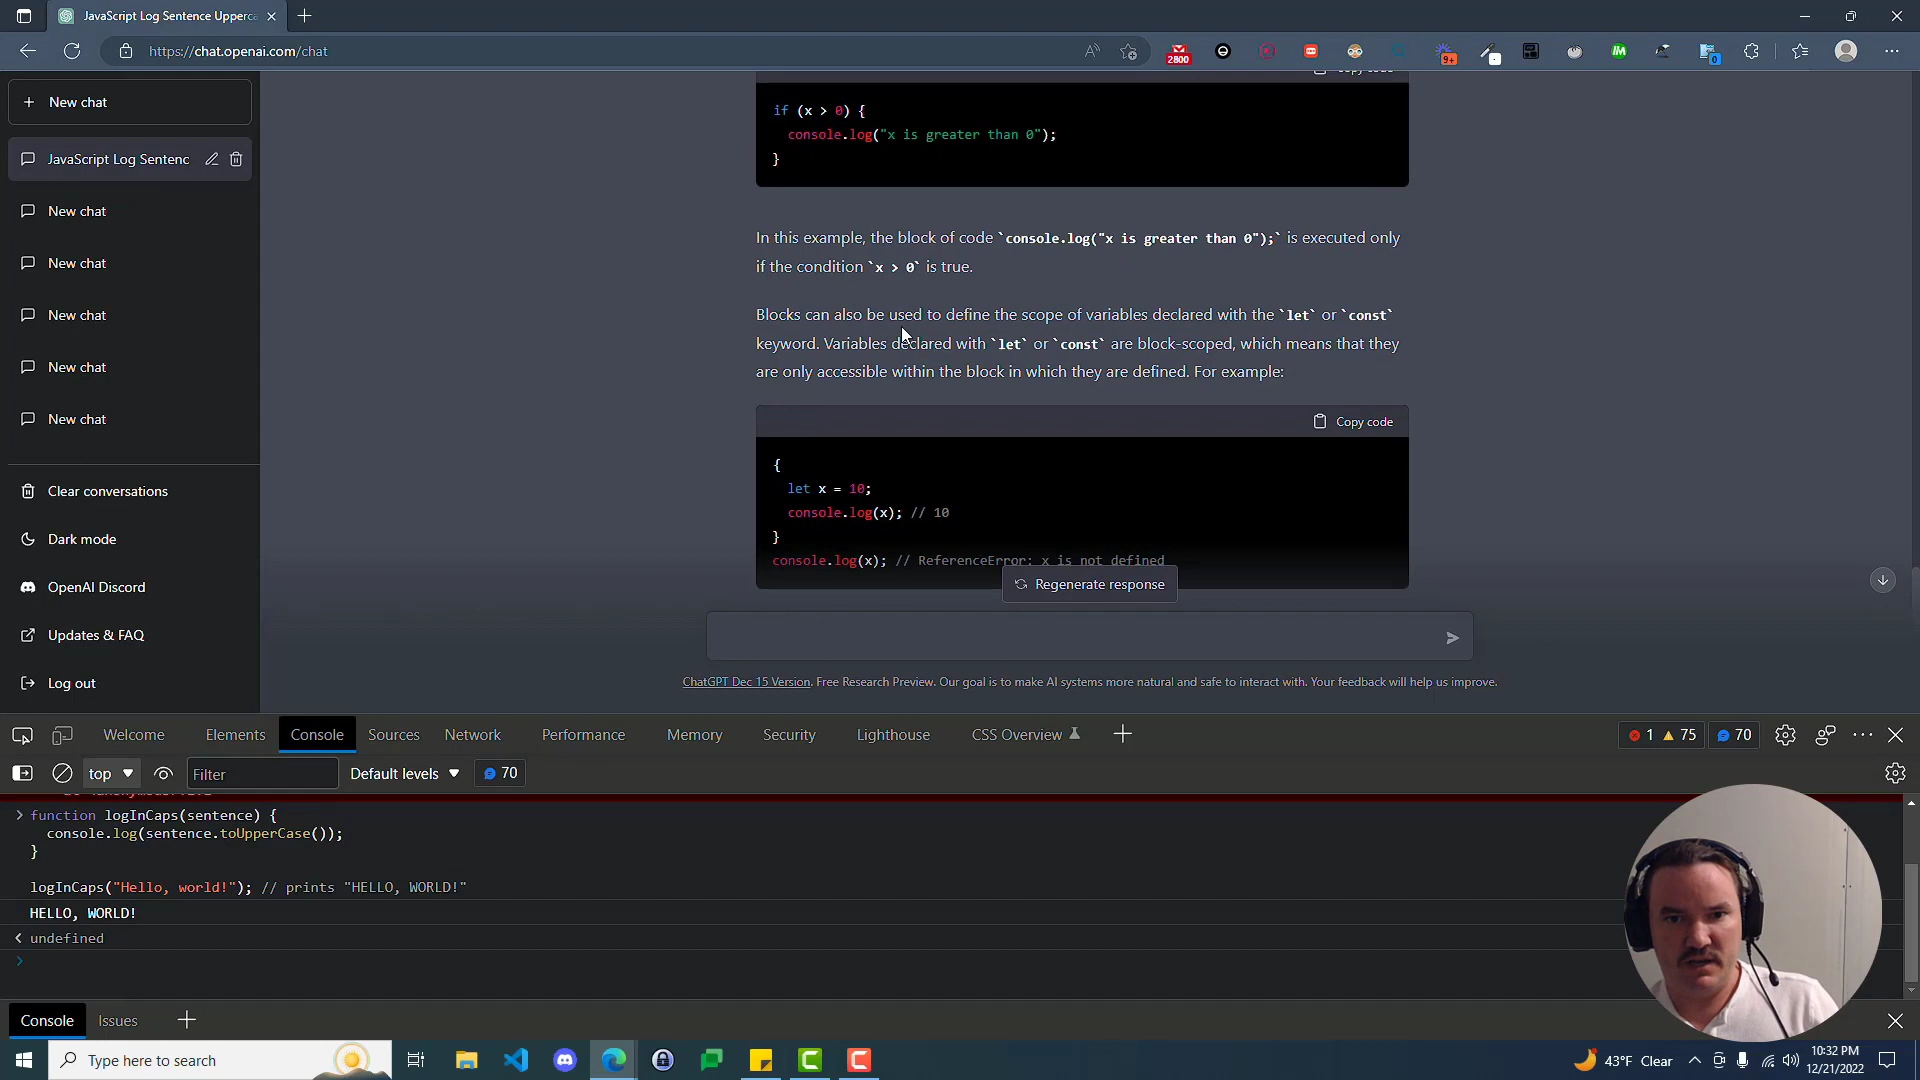 JavaScript Log Sentence Upperca
https://chat.openai.com/chat
2800
9+
0
New chat
JavaScript Log Sentenc
New chat
New chat
New chat
New chat
New chat
Clear conversations
Dark mode
OpenAI Discord
Updates & FAQ
Log out
if (x > 0) {
console.log("x is greater than 0");
}
In this example, the block of code `console.log("x is greater than 0");` is executed only
if the condition `x > 0` is true.
Blocks can also be used to define the scope of variables declared with the `let` or `const`
keyword. Variables declared with `let` or `const` are block-scoped, which means that they
are only accessible within the block in which they are defined. For example:
Copy code
{
let x = 10;
console.log(x); // 10
}
console.log(x); // ReferenceError: x is not defined
Regenerate response
ChatGPT Dec 15 Version. Free Research Preview. Our goal is to make AI systems more natural and safe to interact with. Your feedback will help us improve.
Welcome Elements Console Sources Network Performance Memory Security Lighthouse CSS Overview
1 75 70
top Filter Default levels 70
function logInCaps(sentence) {
console.log(sentence.toUpperCase());
}
logInCaps("Hello, world!"); // prints "HELLO, WORLD!"
HELLO, WORLD!
undefined
Console Issues
Type here to search
43°F Clear
10:32 PM
12/21/2022